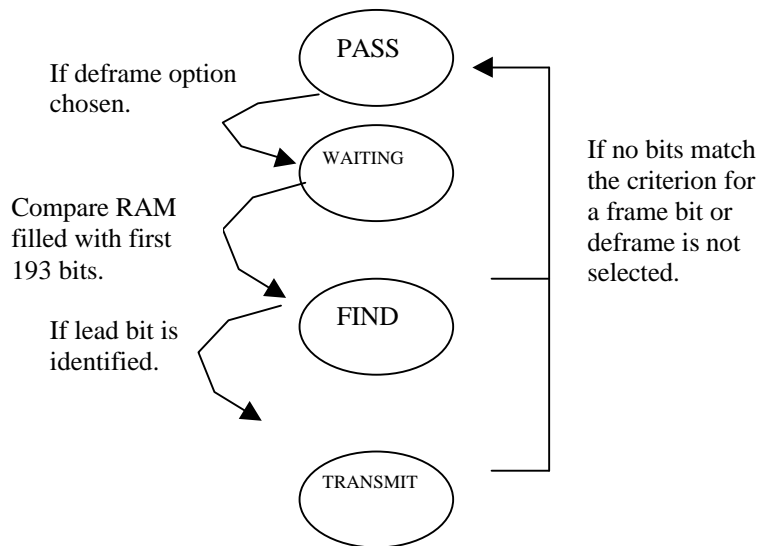 PASS
If deframe option
chosen.
WAITING
If no bits match
the criterion for
a frame bit or
deframe is not
selected.
Compare RAM
filled with first
193 bits.
FIND
If lead bit is
identified.
TRANSMIT